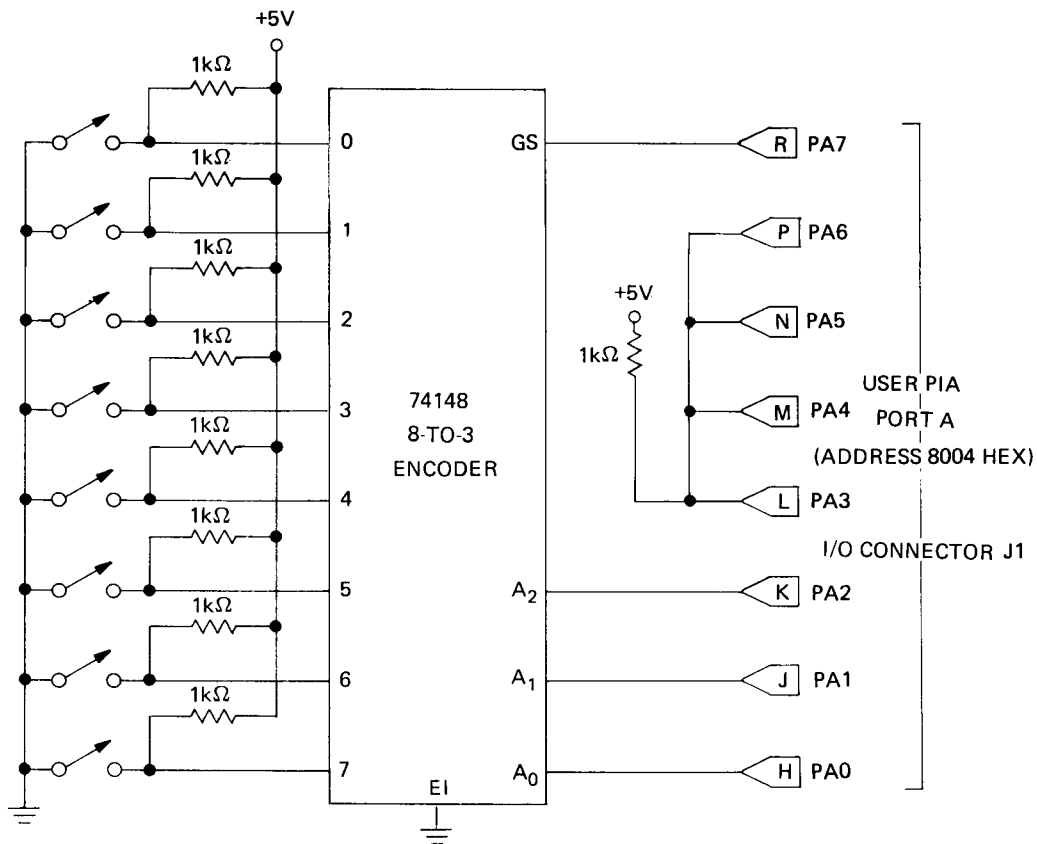 +5V
1kΩ
0
GS
R PA7
1kΩ
1
P PA6
1kΩ
2
+5V
N PA5
1kΩ
3
1kΩ
74148
8-TO-3
ENCODER
M PA4
USER PIA
PORT A
(ADDRESS 8004 HEX)
1kΩ
4
L PA3
I/O CONNECTOR J1
1kΩ
5
A₂
K PA2
1kΩ
6
A₁
J PA1
1kΩ
7
EI
A₀
H PA0